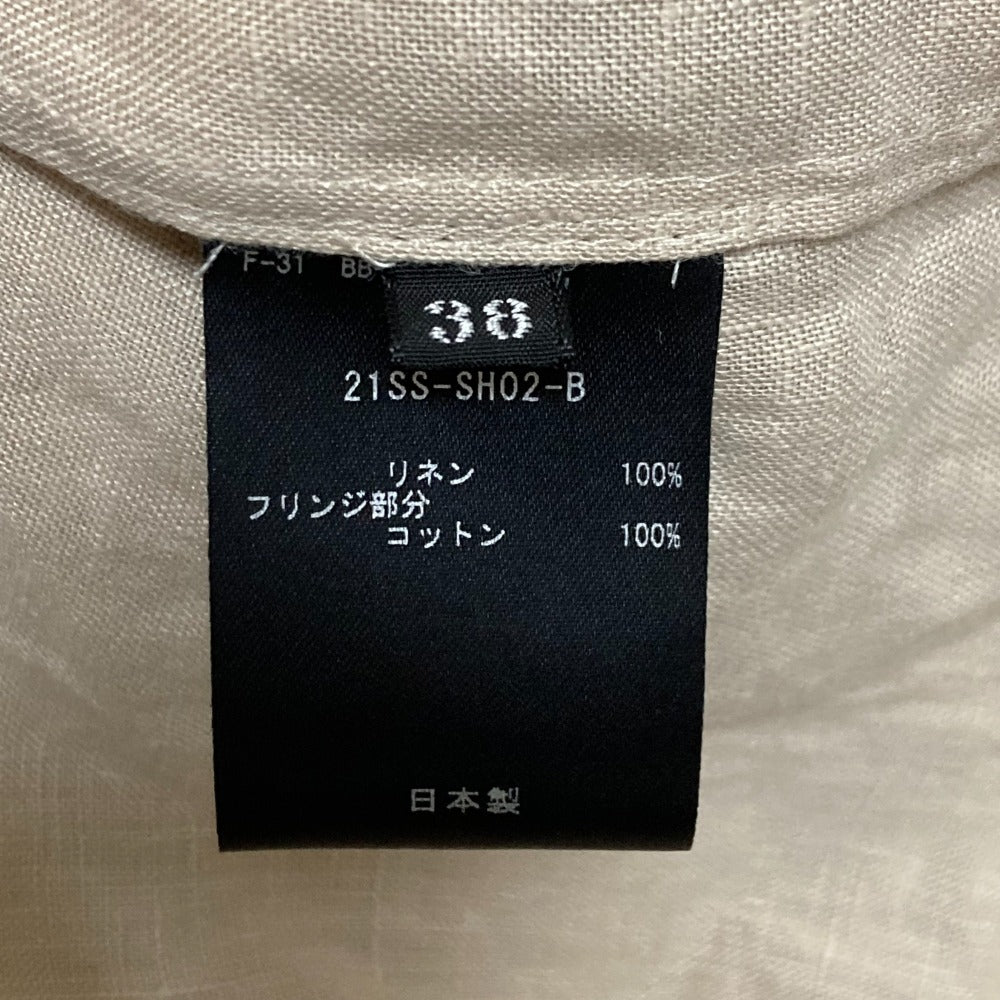 F-31 BB
38
21SS-SH02-B
リネン 100%
フリンジ部分
コットン 100%
日本製